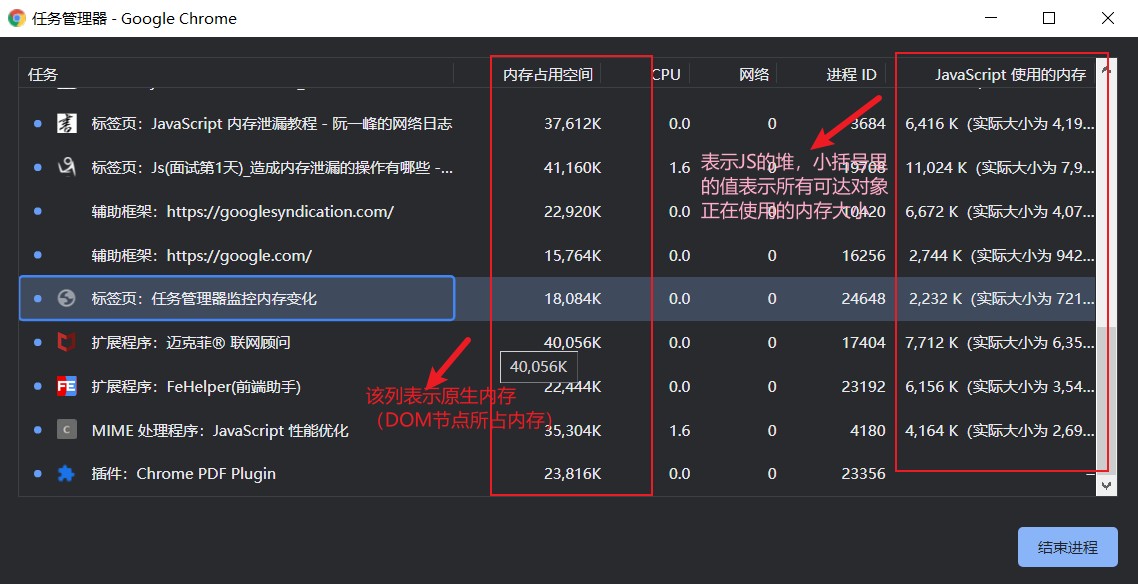 任务管理器 - Google Chrome
任务 内存占用空间 CPU 网络 进程 ID JavaScript 使用的内存
标签页：JavaScript 内存泄漏教程 - 阮一峰的网络日志 37,612K 0.0 0 3684 6,416 K (实际大小为 4,19...
标签页：Js(面试第1天)_造成内存泄漏的操作有哪些 -... 41,160K 1.6 0 19708 11,024 K (实际大小为 7,9...
表示JS的堆，小括号里
的值表示所有可达对象
正在使用的内存大小
辅助框架：https://googlesyndication.com/ 22,920K 0.0 0 10420 6,672 K (实际大小为 4,07...
辅助框架：https://google.com/ 15,764K 0.0 0 16256 2,744 K (实际大小为 942...
标签页：任务管理器监控内存变化 18,084K 0.0 0 24648 2,232 K (实际大小为 721...
扩展程序：迈克菲® 联网顾问 40,056K 0.0 0 17404 7,712 K (实际大小为 6,35...
40,056K
扩展程序：FeHelper(前端助手) 22,444K 0.0 0 23192 6,156 K (实际大小为 3,54...
该列表示原生内存
（DOM节点所占内存）
MIME 处理程序：JavaScript 性能优化 35,304K 1.6 0 4180 4,164 K (实际大小为 2,69...
插件：Chrome PDF Plugin 23,816K 0.0 0 23356 –
结束进程